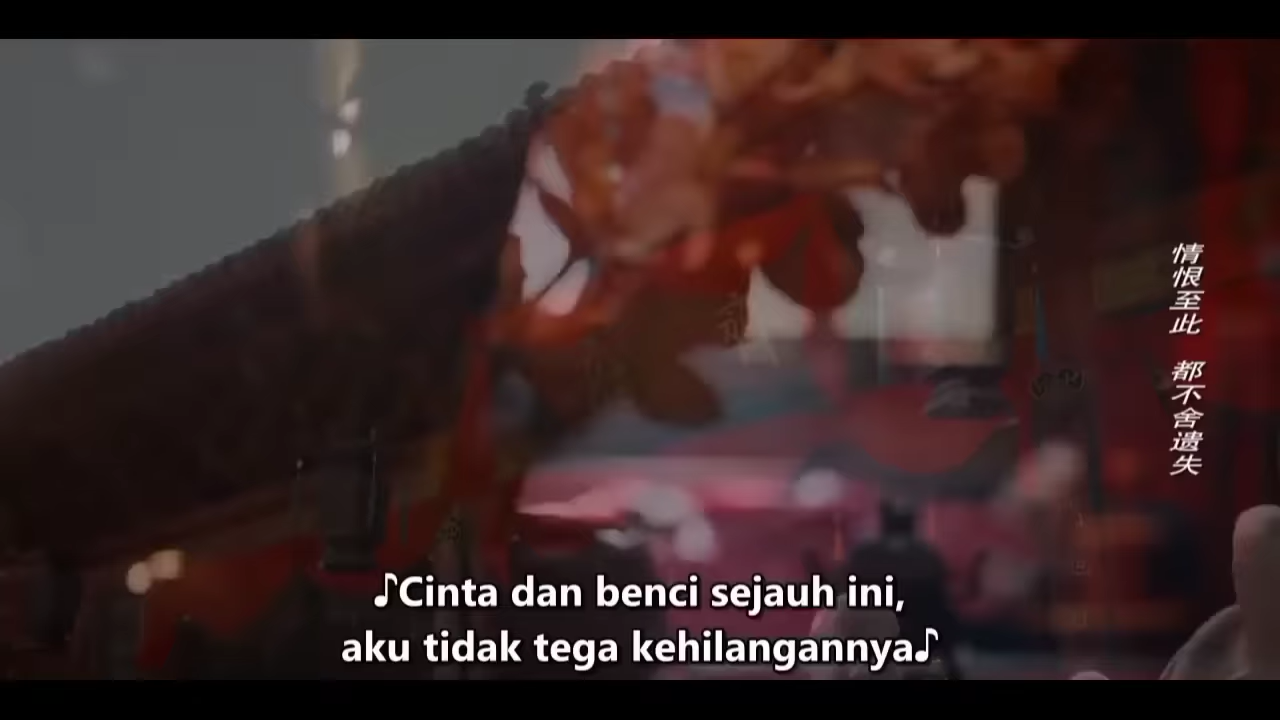 情恨至此 都不舍遗失
♪Cinta dan benci sejauh ini,
aku tidak tega kehilangannya♪